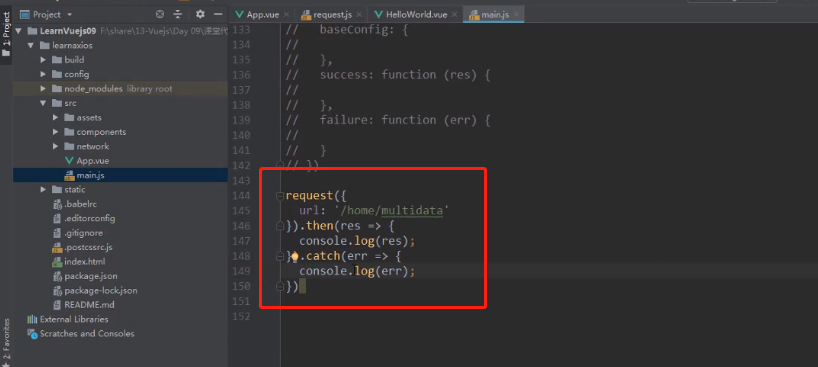 Project
App.vue
request.js
HelloWorld.vue
main.js
1: Project
2: Favorites
LearnVuejs09 F:\share\13-Vuejs\Day 09\课堂代
learnaxios
build
config
node_modules library root
src
assets
components
network
App.vue
main.js
static
.babelrc
.editorconfig
.gitignore
.postcssrc.js
index.html
package.json
package-lock.json
README.md
External Libraries
Scratches and Consoles
133 // baseConfig: {
134 //
135 // },
136 // success: function (res) {
137 //
138 // },
139 // failure: function (err) {
140 //
141 // }
142 // })
143
144 request({
145 url: '/home/multidata'
146 }).then(res => {
147 console.log(res);
148 }).catch(err => {
149 console.log(err);
150 })
151
152